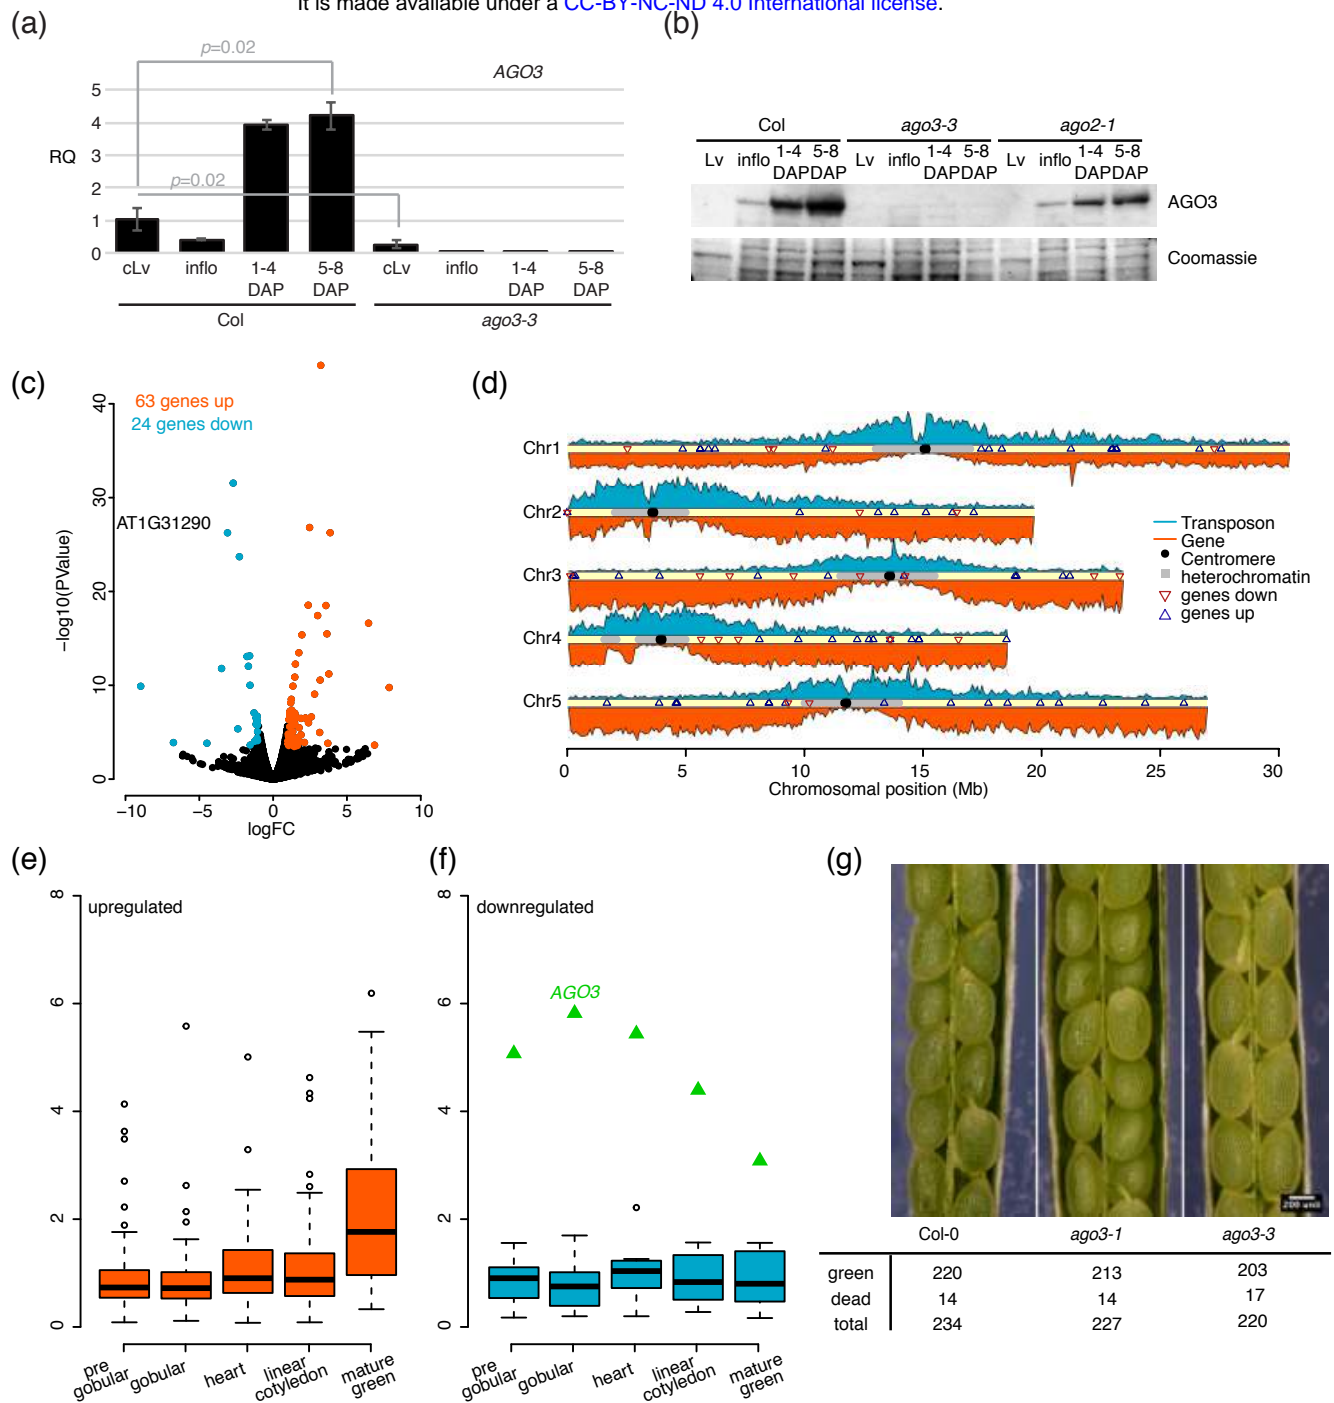 It is made available under a CC-BY-NC-ND 4.0 International license.
(a)
p=0.02
AGO3
5
4
3
2
1
0
RQ
p=0.02
cLv inflo 1-4 DAP 5-8 DAP cLv inflo 1-4 DAP 5-8 DAP
Col ago3-3
(b)
Col ago3-3 ago2-1
Lv inflo 1-4 DAP 5-8 DAP Lv inflo 1-4 DAP 5-8 DAP Lv inflo 1-4 DAP 5-8 DAP
AGO3
Coomassie
(c)
63 genes up
24 genes down
AT1G31290
-log10(PValue)
40
30
20
10
0
-10 -5 0 5 10
logFC
(d)
Chr1
Chr2
Chr3
Chr4
Chr5
Transposon
Gene
Centromere
heterochromatin
genes down
genes up
0 5 10 15 20 25 30
Chromosomal position (Mb)
(e)
upregulated
8
6
4
2
0
pre gobular
gobular
heart
linear cotyledon
mature green
(f)
downregulated
AGO3
8
6
4
2
0
pre gobular
gobular
heart
linear cotyledon
mature green
(g)
200 um
Col-0 ago3-1 ago3-3
green 220 213 203
dead 14 14 17
total 234 227 220